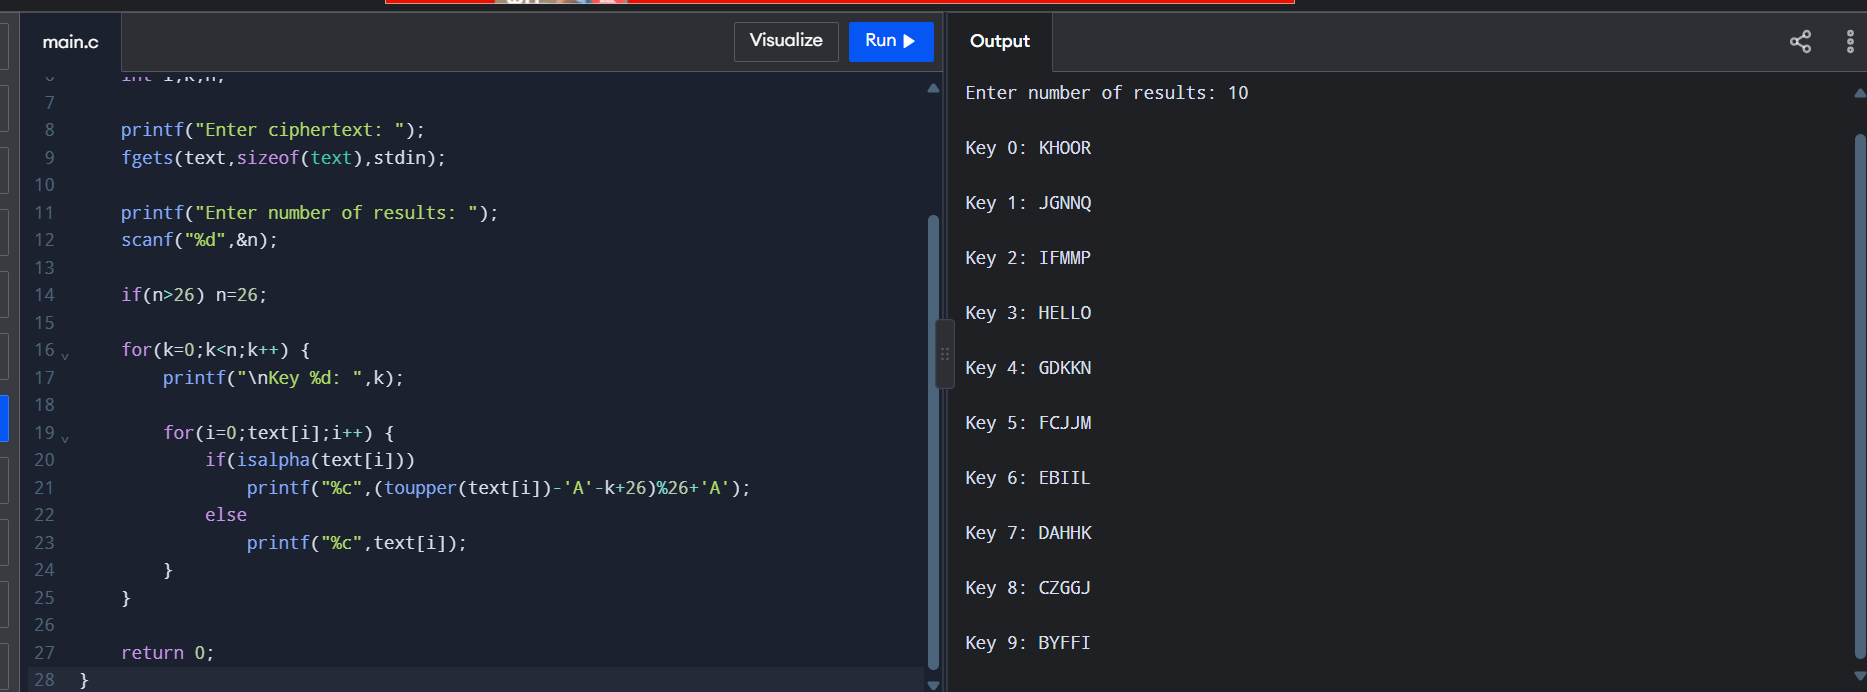 main.c
Visualize
Run
Output
7
8 printf("Enter ciphertext: ");
9 fgets(text,sizeof(text),stdin);
10
11 printf("Enter number of results: ");
12 scanf("%d",&n);
13
14 if(n>26) n=26;
15
16 for(k=0;k<n;k++) {
17 printf("\nKey %d: ",k);
18
19 for(i=0;text[i];i++) {
20 if(isalpha(text[i]))
21 printf("%c",(toupper(text[i])-'A'-k+26)%26+'A');
22 else
23 printf("%c",text[i]);
24 }
25 }
26
27 return 0;
28 }
Enter number of results: 10
Key 0: KHOOR
Key 1: JGNNQ
Key 2: IFMMP
Key 3: HELLO
Key 4: GDKKN
Key 5: FCJJM
Key 6: EBIIL
Key 7: DAHHK
Key 8: CZGGJ
Key 9: BYFFI